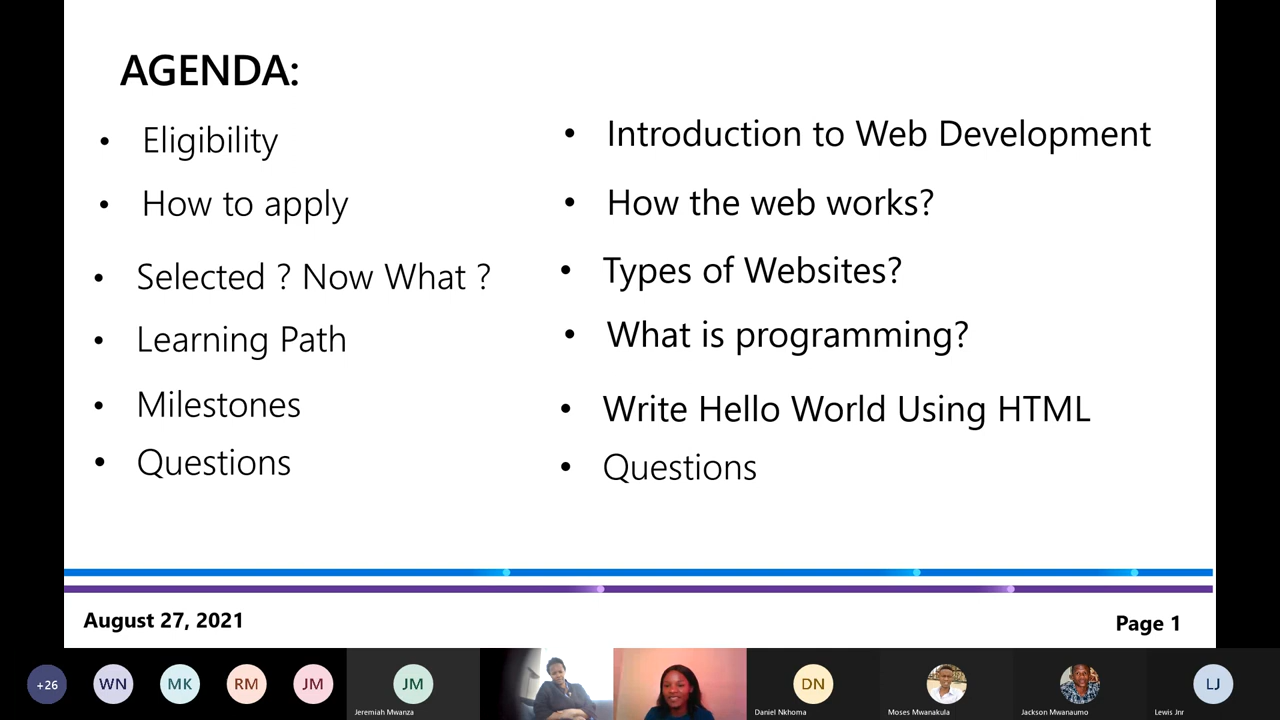 AGENDA:
• Eligibility
• How to apply
• Selected ? Now What ?
• Learning Path
• Milestones
• Questions
• Introduction to Web Development
• How the web works?
• Types of Websites?
• What is programming?
• Write Hello World Using HTML
• Questions
August 27, 2021
Page 1
+26
WN
MK
RM
JM
JM
Jeremiah Mwanza
DN
Daniel Nkhoma
Moses Mwanakula
Jackson Mwanaumo
LJ
Lewis Jnr